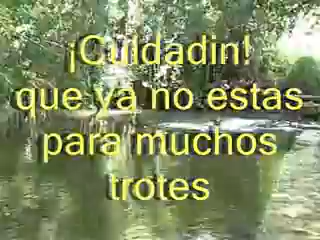 ¡Cuidadin!
que ya no estas
para muchos
trotes